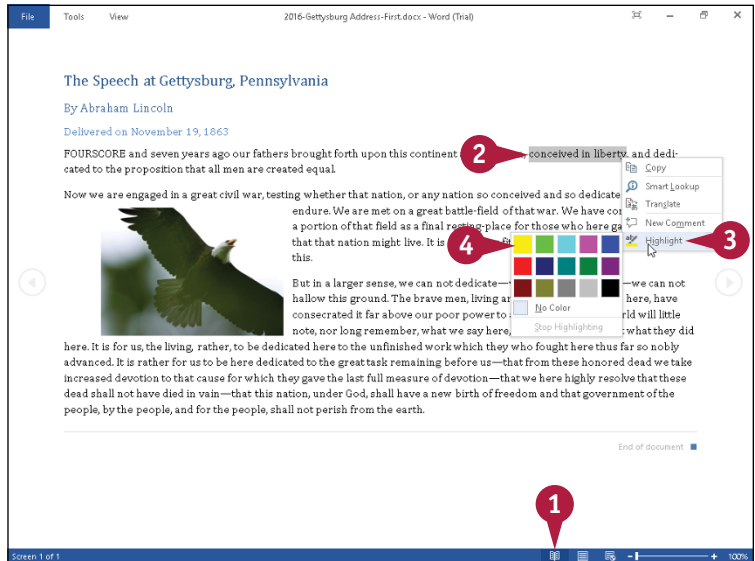 File Tools View 2016-Gettysburg Address-First.docx - Word (Trial)
The Speech at Gettysburg, Pennsylvania
By Abraham Lincoln
Delivered on November 19, 1863
FOURSCORE and seven years ago our fathers brought forth upon this continent 2 conceived in liberty, and dedi-
cated to the proposition that all men are created equal.
Copy
Smart Lookup
Translate
New Comment
Highlight 3
Now we are engaged in a great civil war, testing whether that nation, or any nation so conceived and so dedicate
endure. We are met on a great battle-field of that war. We have
a portion of that field as a final resting-place for those who here
that that nation might live. It is
this.
4
No Color
Stop Highlighting
But in a larger sense, we can not dedicate— —we can not
hallow this ground. The brave men, living here, have
consecrated it far above our poor power to will little
note, nor long remember, what we say here, what they did
here. It is for us, the living, rather, to be dedicated here to the unfinished work which they who fought here thus far so nobly
advanced. It is rather for us to be here dedicated to the great task remaining before us—that from these honored dead we take
increased devotion to that cause for which they gave the last full measure of devotion—that we here highly resolve that these
dead shall not have died in vain—that this nation, under God, shall have a new birth of freedom and that government of the
people, by the people, and for the people, shall not perish from the earth.
End of document
1
Screen 1 of 1 100%